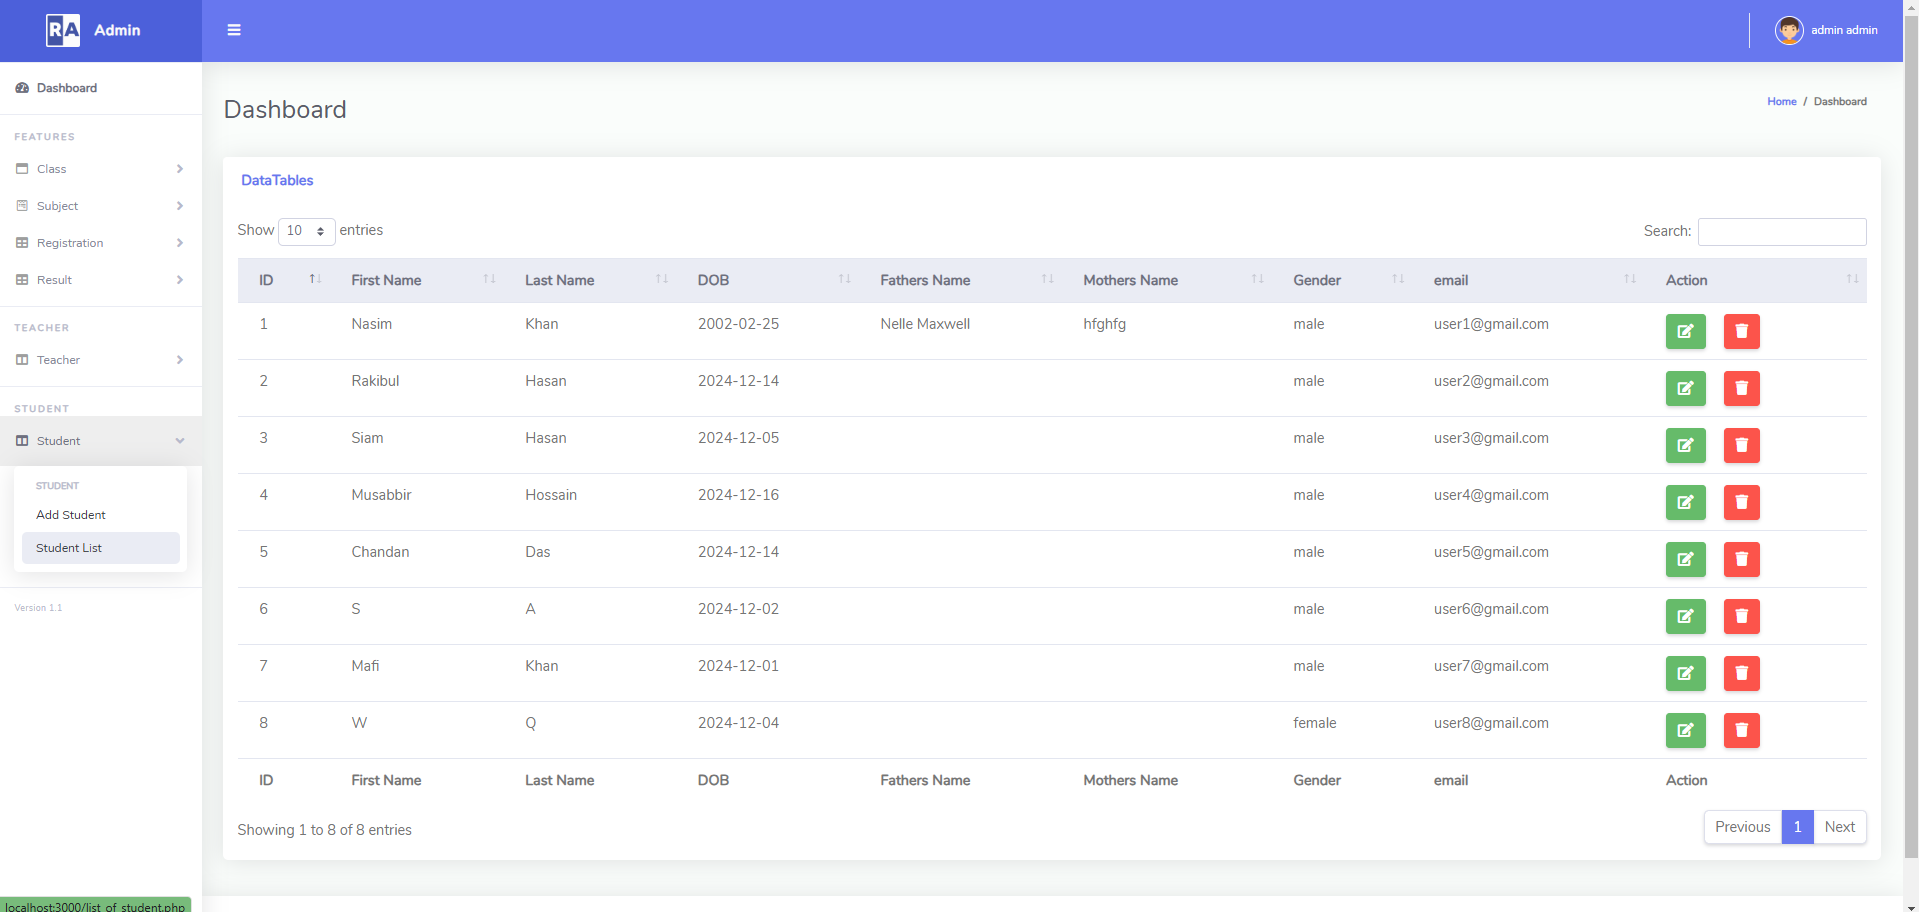 RA Admin
admin admin
Dashboard
FEATURES
Class
Subject
Registration
Result
TEACHER
Teacher
STUDENT
Student
STUDENT
Add Student
Student List
Version 1.1
Dashboard
Home / Dashboard
DataTables
Show 10 entries
Search:
ID First Name Last Name DOB Fathers Name Mothers Name Gender email Action
1 Nasim Khan 2002-02-25 Nelle Maxwell hfghfg male user1@gmail.com
2 Rakibul Hasan 2024-12-14 male user2@gmail.com
3 Siam Hasan 2024-12-05 male user3@gmail.com
4 Musabbir Hossain 2024-12-16 male user4@gmail.com
5 Chandan Das 2024-12-14 male user5@gmail.com
6 S A 2024-12-02 male user6@gmail.com
7 Mafi Khan 2024-12-01 male user7@gmail.com
8 W Q 2024-12-04 female user8@gmail.com
ID First Name Last Name DOB Fathers Name Mothers Name Gender email Action
Showing 1 to 8 of 8 entries
Previous 1 Next
localhost:3000/list_of_student.php